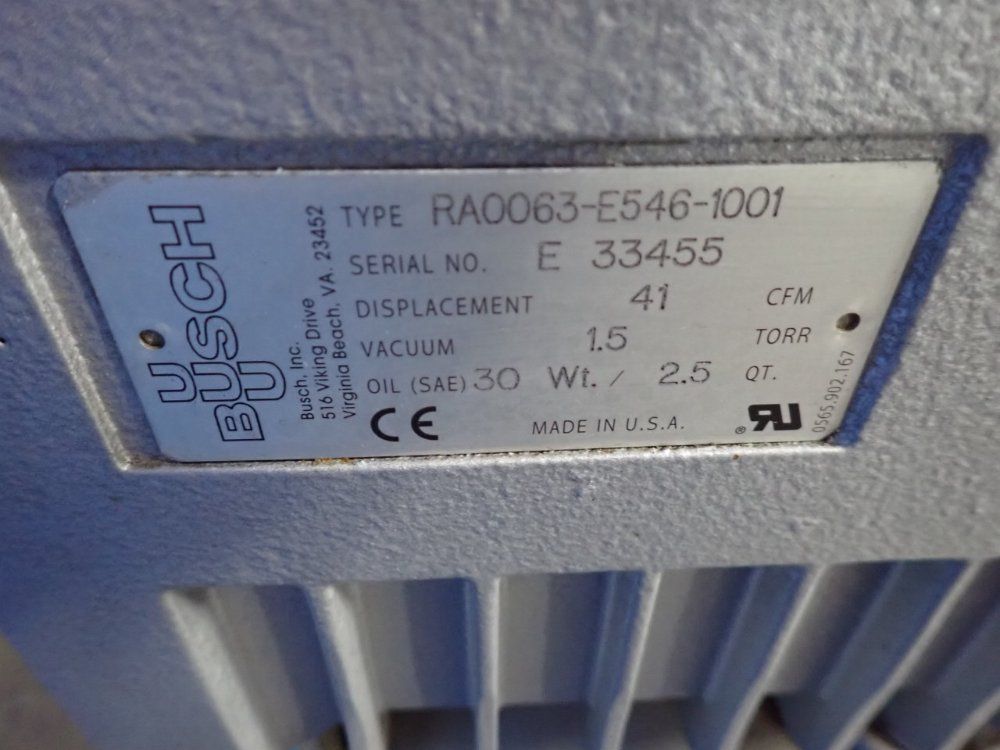 U
BUSCH
U
Busch, Inc.
516 Viking Drive
Virginia Beach, VA. 23452
TYPE RA0063-E546-1001
SERIAL NO. E 33455
DISPLACEMENT 41 CFM
VACUUM 1.5 TORR
OIL (SAE) 30 Wt. / 2.5 QT.
CE MADE IN U.S.A. ® RU
0565.902.167